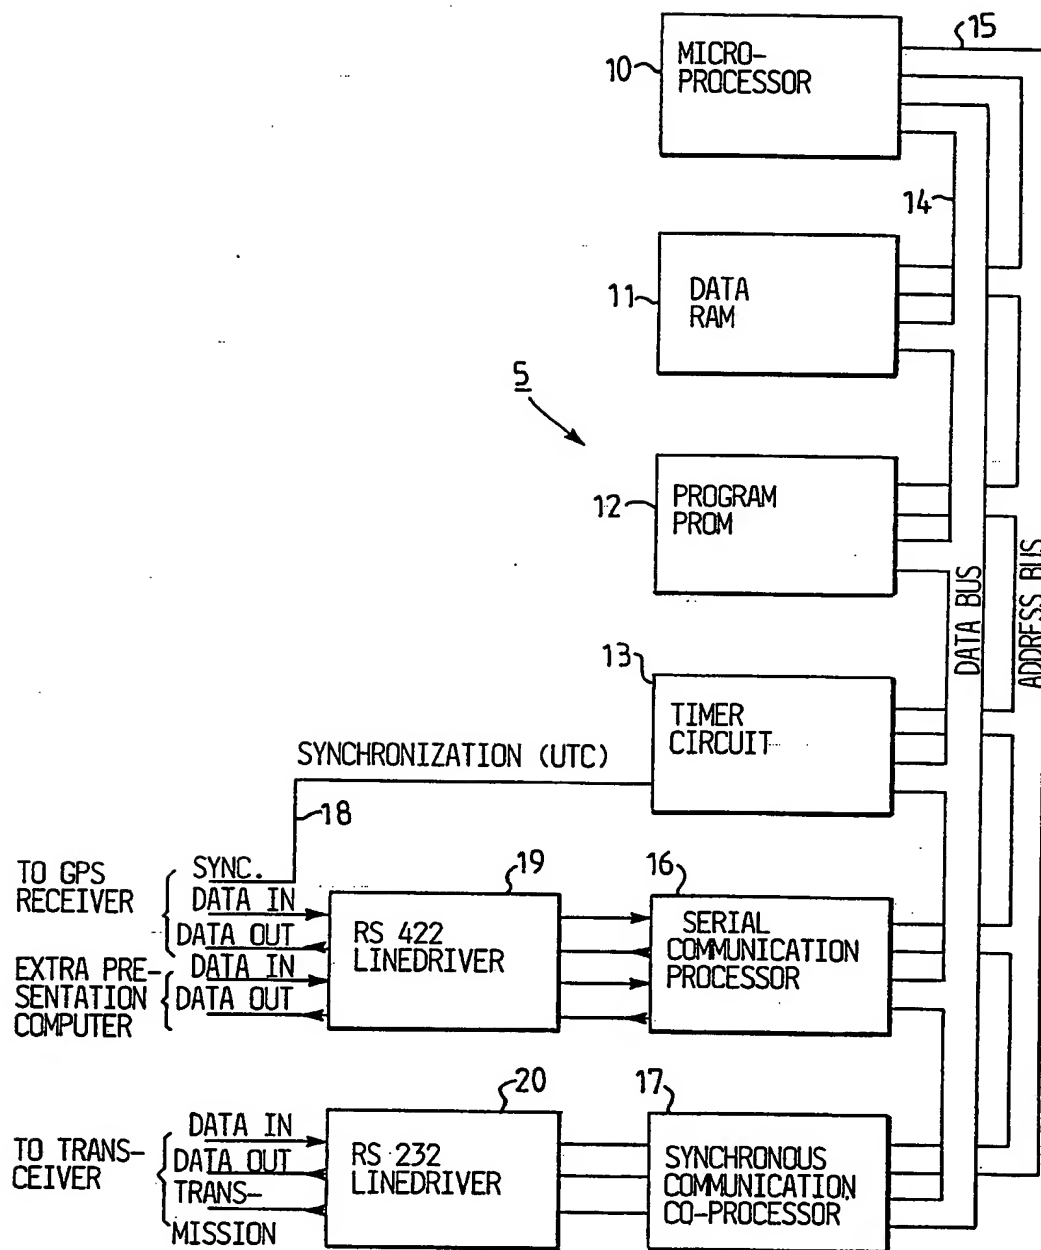 15
MICRO-
PROCESSOR
10
14
DATA
RAM
11
5
PROGRAM
PROM
12
DATA BUS
ADDRESS BUS
13
TIMER
CIRCUIT
SYNCHRONIZATION (UTC)
18
TO GPS
RECEIVER
SYNC.
DATA IN
DATA OUT
EXTRA PRE-
SENTATION
COMPUTER
DATA IN
DATA OUT
19
RS 422
LINEDRIVER
16
SERIAL
COMMUNICATION
PROCESSOR
20
17
TO TRANS-
CEIVER
DATA IN
DATA OUT
TRANS-
MISSION
RS 232
LINEDRIVER
SYNCHRONOUS
COMMUNICATION
CO-PROCESSOR